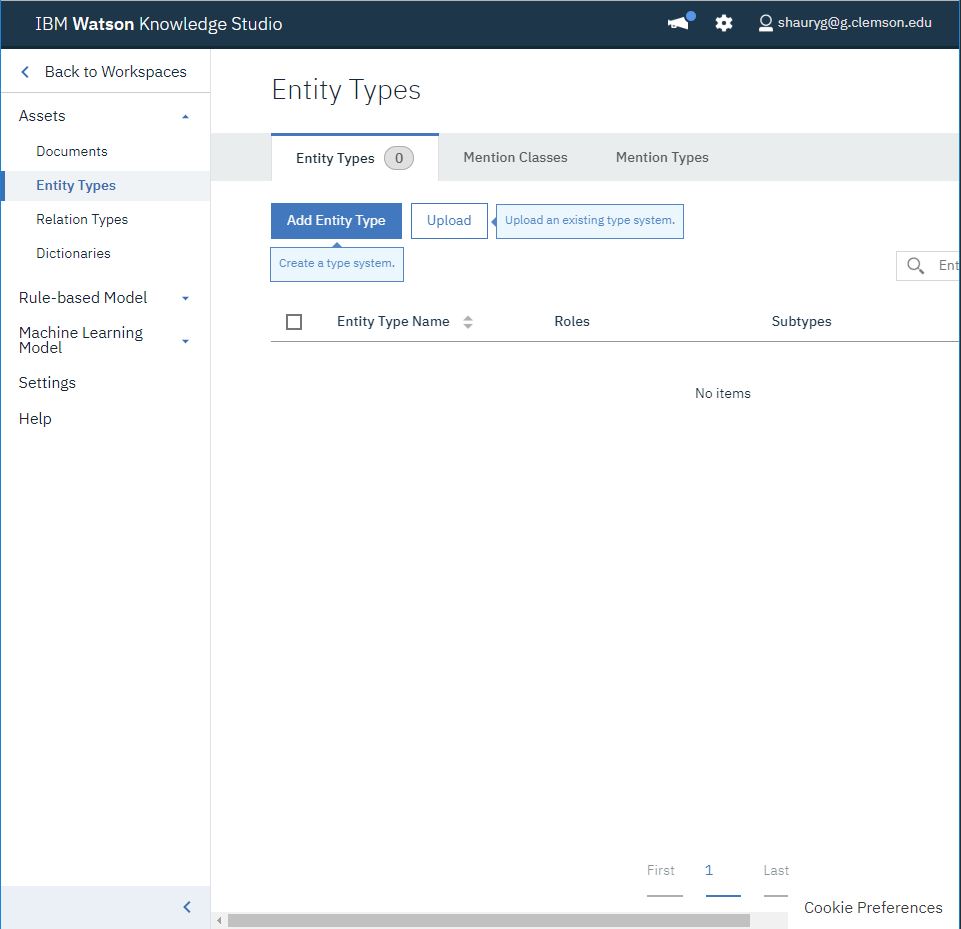 IBM Watson Knowledge Studio
shauryg@g.clemson.edu
Back to Workspaces
Assets
Documents
Entity Types
Relation Types
Dictionaries
Rule-based Model
Machine Learning
Model
Settings
Help
Entity Types
Entity Types 0 Mention Classes Mention Types
Add Entity Type Upload Upload an existing type system.
Create a type system.
Ent
Entity Type Name Roles Subtypes
No items
First 1 Last
Cookie Preferences